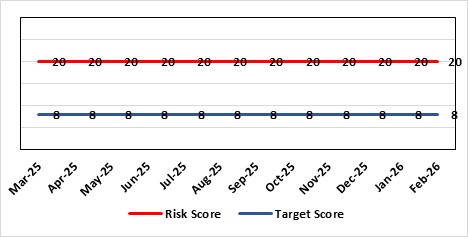 20 20 20 20 20 20 20 20 20 20 20 20
8 8 8 8 8 8 8 8 8 8 8 8
Mar-25 Apr-25 May-25 Jun-25 Jul-25 Aug-25 Sep-25 Oct-25 Nov-25 Dec-25 Jan-26 Feb-26
Risk Score Target Score